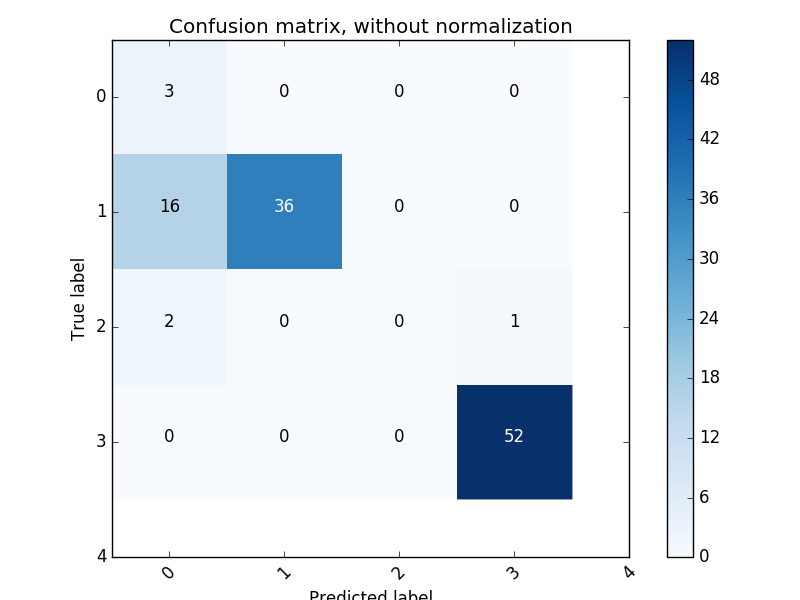 Confusion matrix, without normalization
0 3 0 0 0
1 16 36 0 0
2 2 0 0 1
3 0 0 0 52
4
0 1 2 3 4
True label
Predicted label
48
42
36
30
24
18
12
6
0